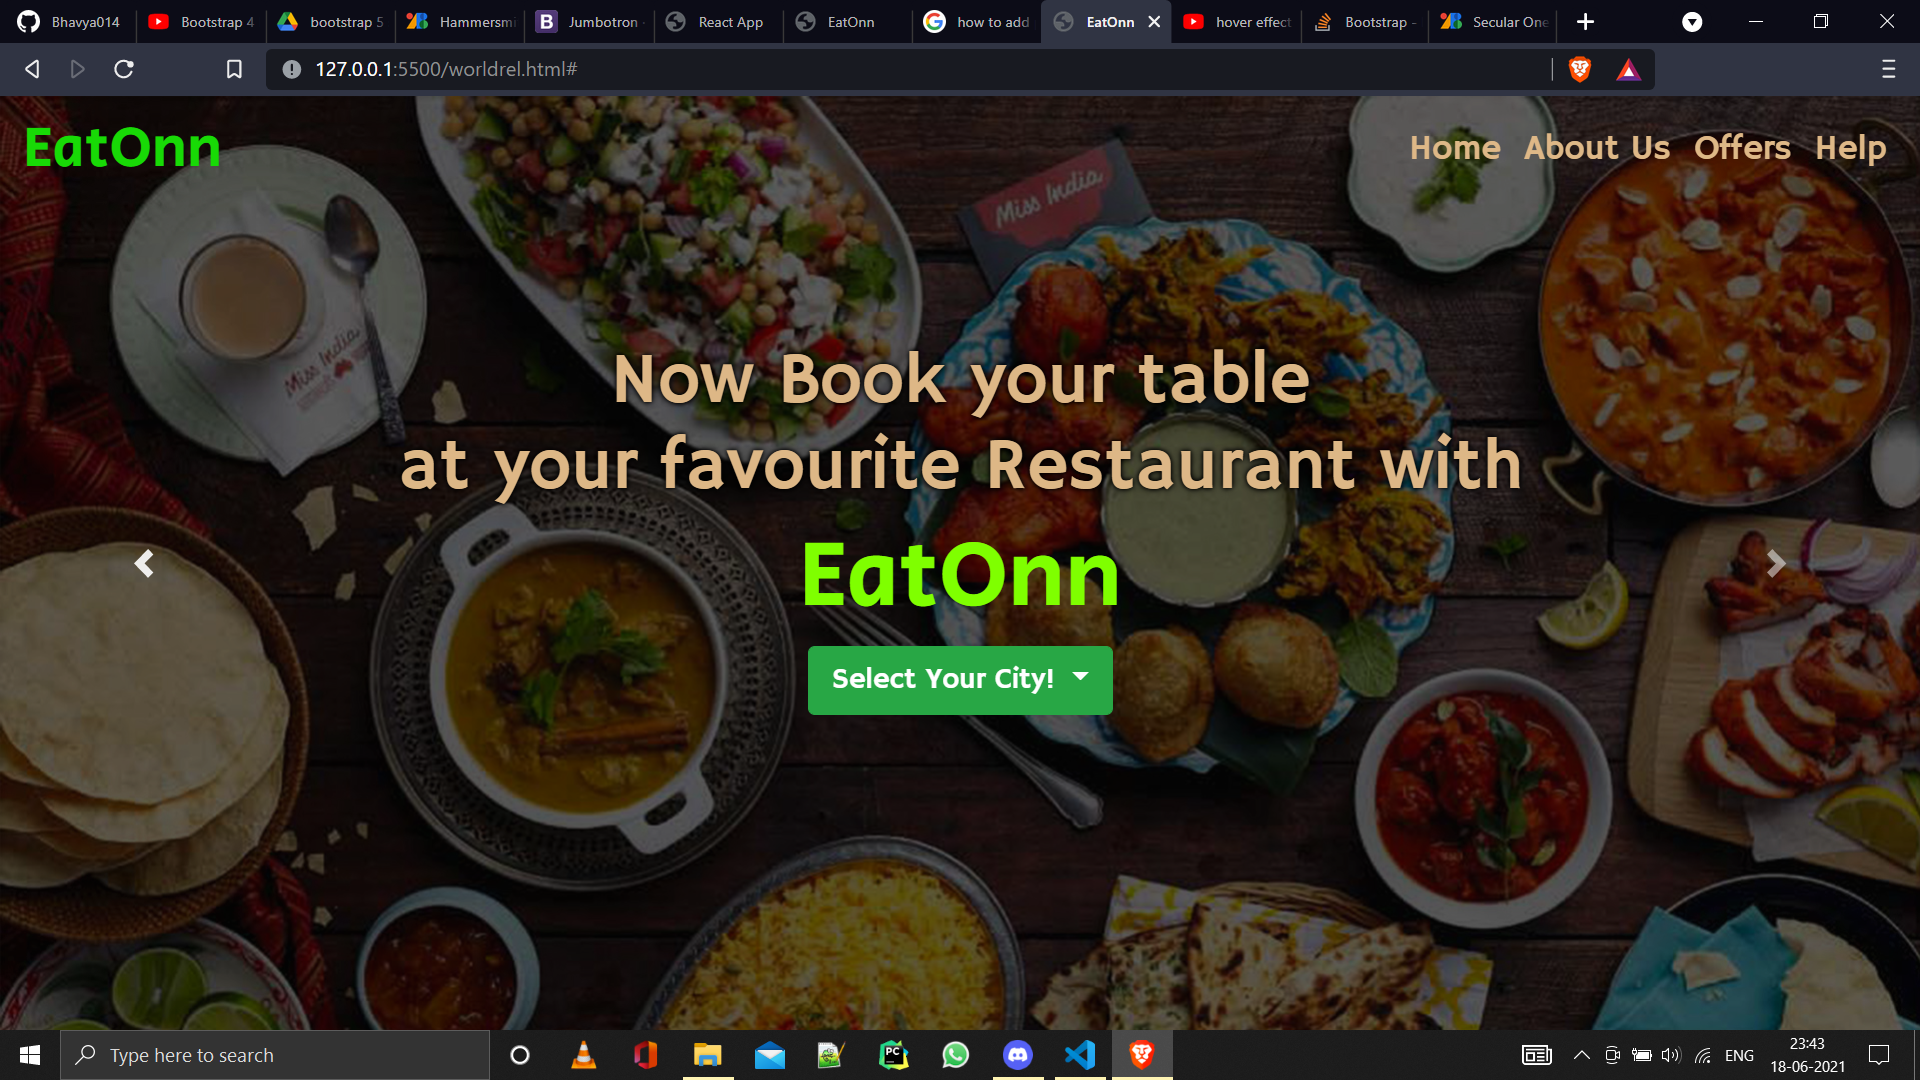 Bhavya014
Bootstrap 4
bootstrap 5
Hammersmi
Jumbotron
React App
EatOnn
how to add
EatOnn
hover effect
Bootstrap -
Secular One
127.0.0.1:5500/worldrel.html#
EatOnn
Home About Us Offers Help
Miss India
Miss India
Now Book your table
at your favourite Restaurant with
EatOnn
Select Your City!
Type here to search
PC
ENG
23:43
18-06-2021